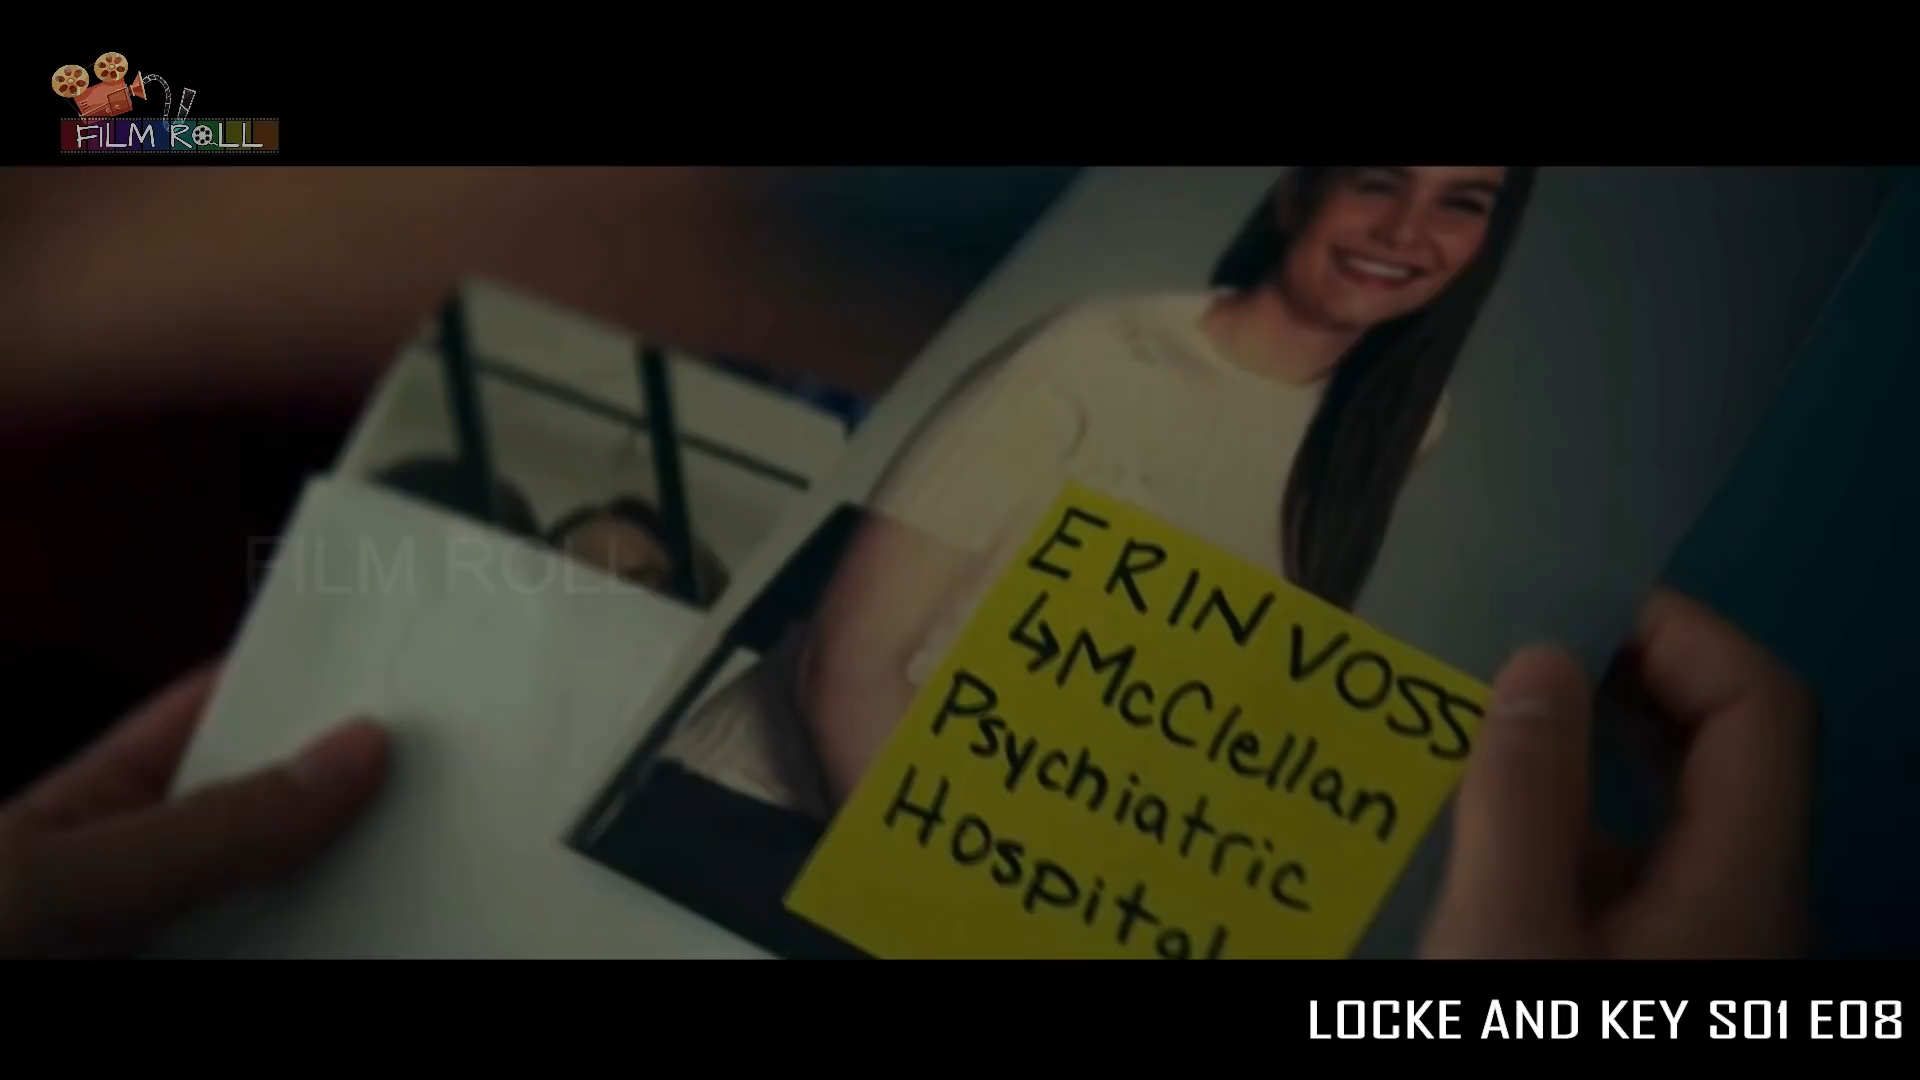 FILM ROLL
FILM ROLL
ERIN VOSS
↳McClellan
Psychiatric
Hospital
LOCKE AND KEY S01 E08